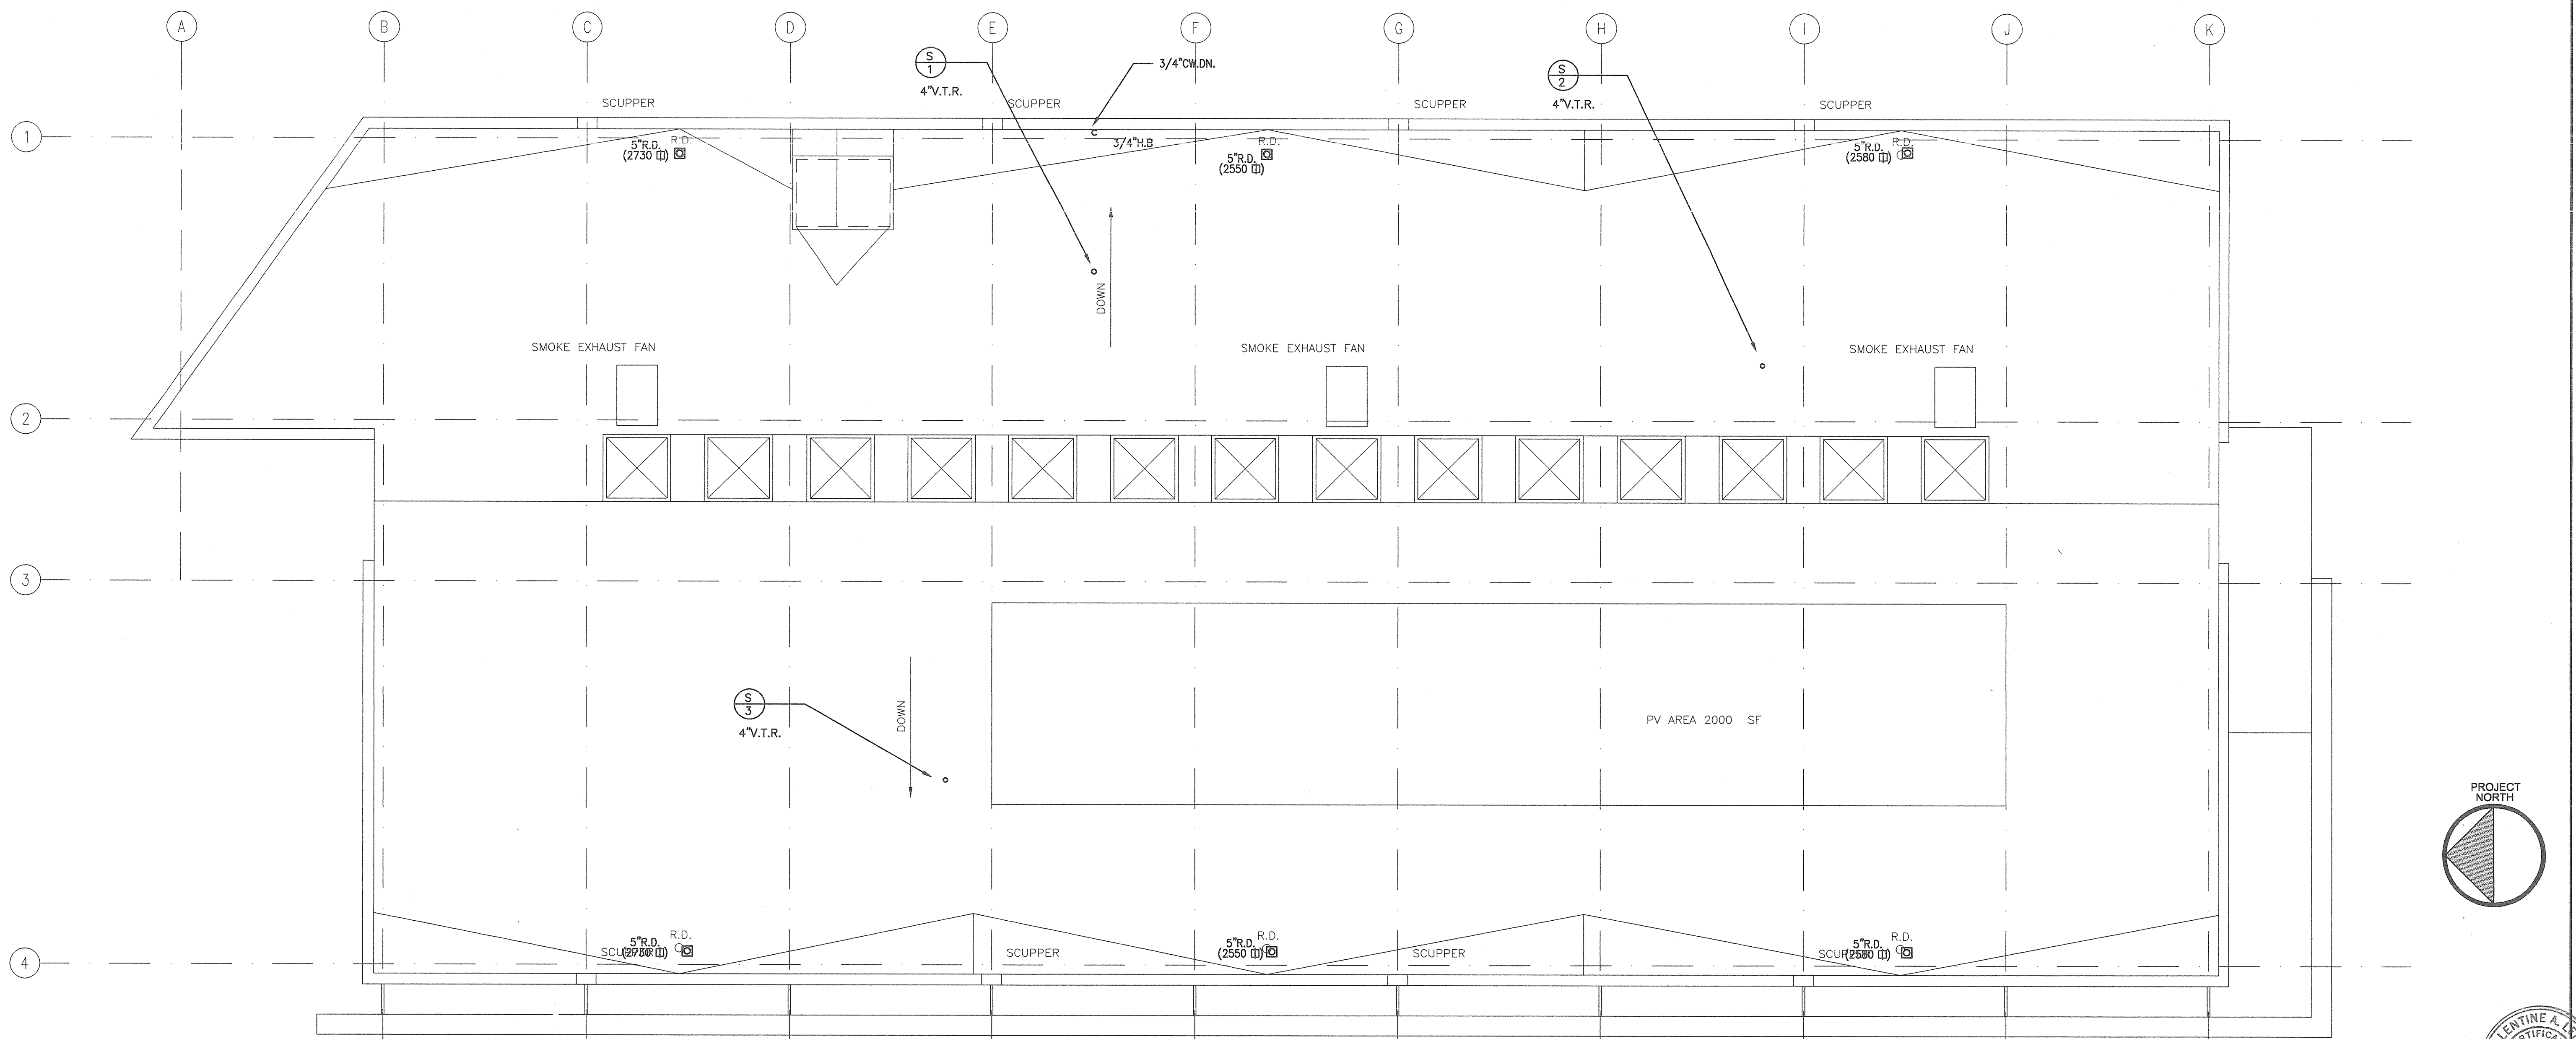 A B C D E F G H I J K
S
1
4"V.T.R.
3/4"CW.DN.
S
2
4"V.T.R.
SCUPPER
SCUPPER
SCUPPER
SCUPPER
1
R.D.
5"R.D.
(2730 ⏍)
3/4"H.B
R.D.
5"R.D.
(2550 ⏍)
R.D.
5"R.D.
(2580 ⏍)
DOWN
SMOKE EXHAUST FAN
SMOKE EXHAUST FAN
SMOKE EXHAUST FAN
2
3
S
3
4"V.T.R.
DOWN
PV AREA 2000 SF
PROJECT
NORTH
R.D.
5"R.D.
SCUPPER
SCUPPER
R.D.
5"R.D.
(2550 ⏍)
SCUPPER
R.D.
5"R.D.
(2580 ⏍)
4